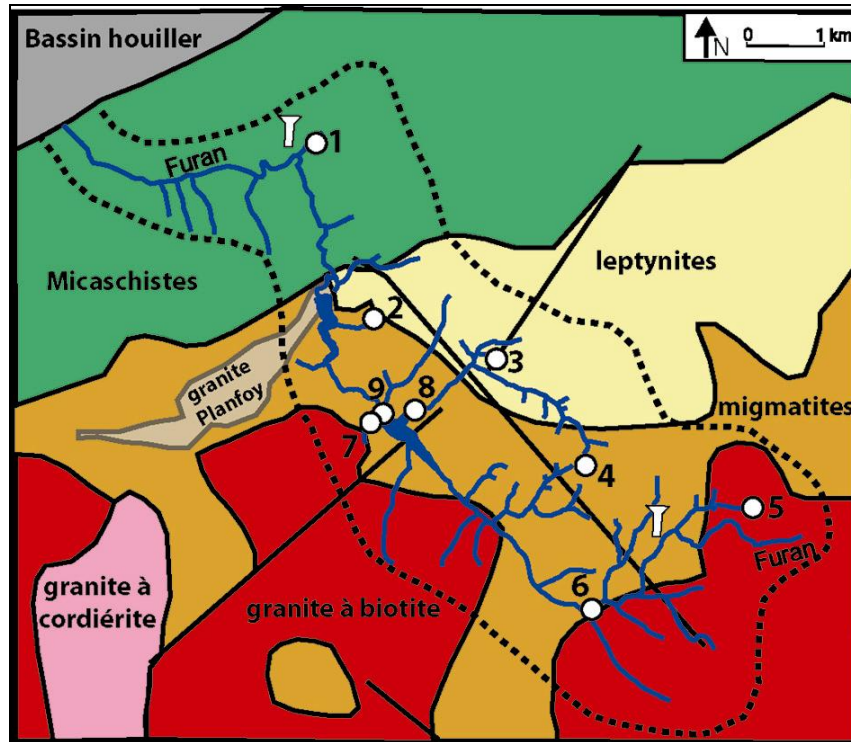 Bassin houiller
N
0 1 km
1
Furan
Micaschistes
leptynites
2
3
granite
Planfoy
9
8
migmatites
7
4
5
Furan
6
granite à
cordiérite
granite à biotite